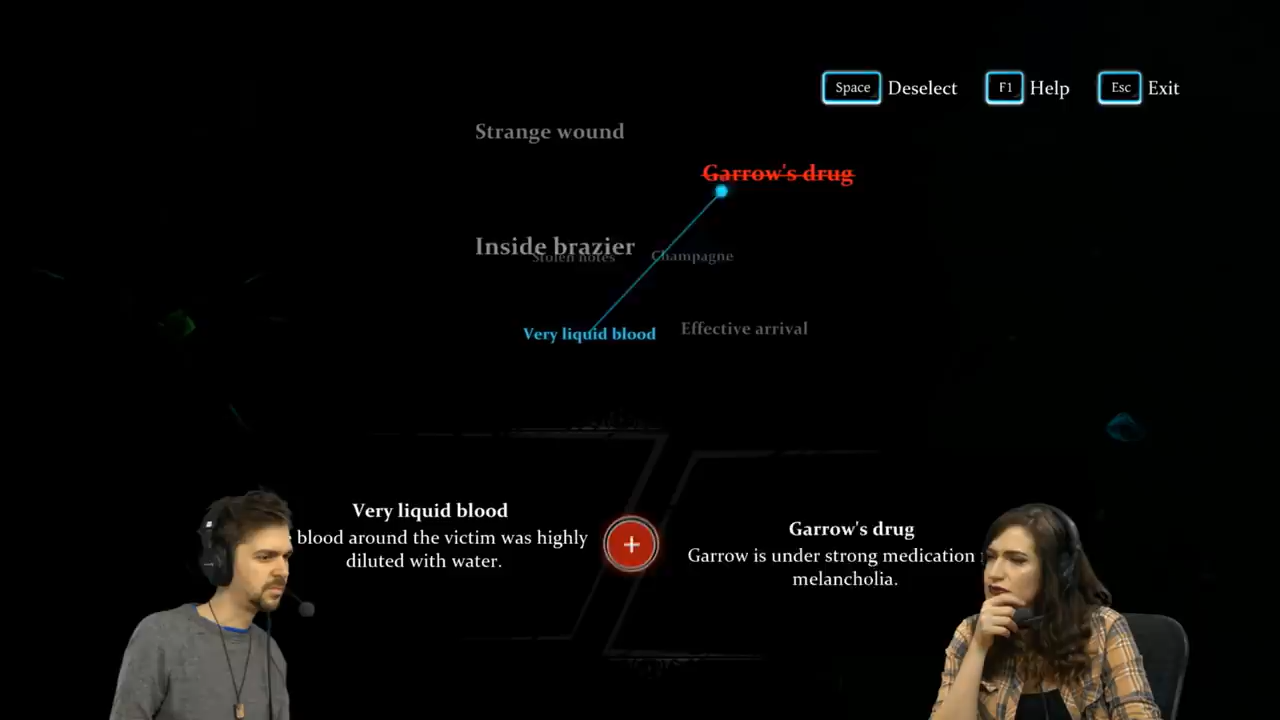 Space Deselect F1 Help Esc Exit
Strange wound
Garrow's drug
Inside brazier
Stolen notes Champagne
Very liquid blood
Effective arrival
Very liquid blood
blood around the victim was highly
diluted with water.
Garrow's drug
Garrow is under strong medication
melancholia.